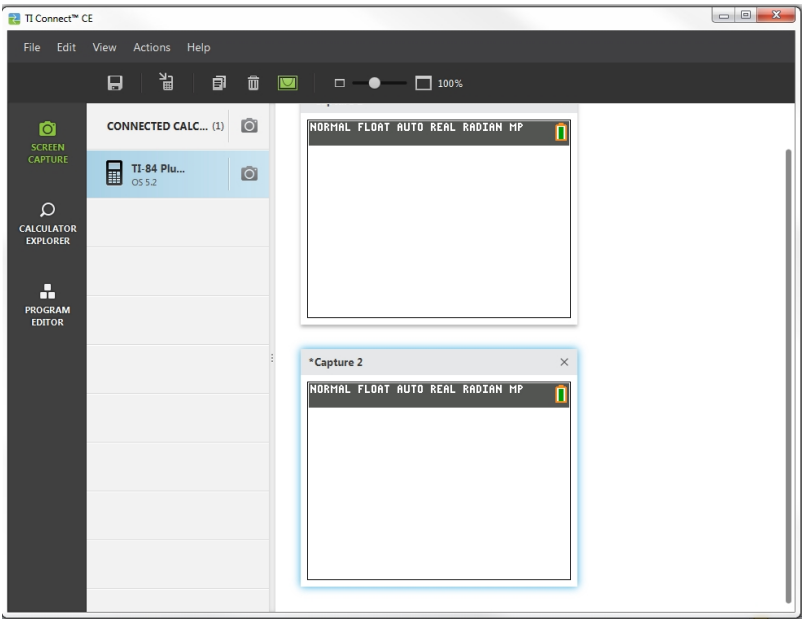 TI Connect™ CE
File Edit View Actions Help
100%
SCREEN
CAPTURE
CALCULATOR
EXPLORER
PROGRAM
EDITOR
CONNECTED CALC... (1)
TI-84 Plu...
OS 5.2
NORMAL FLOAT AUTO REAL RADIAN MP
*Capture 2
NORMAL FLOAT AUTO REAL RADIAN MP